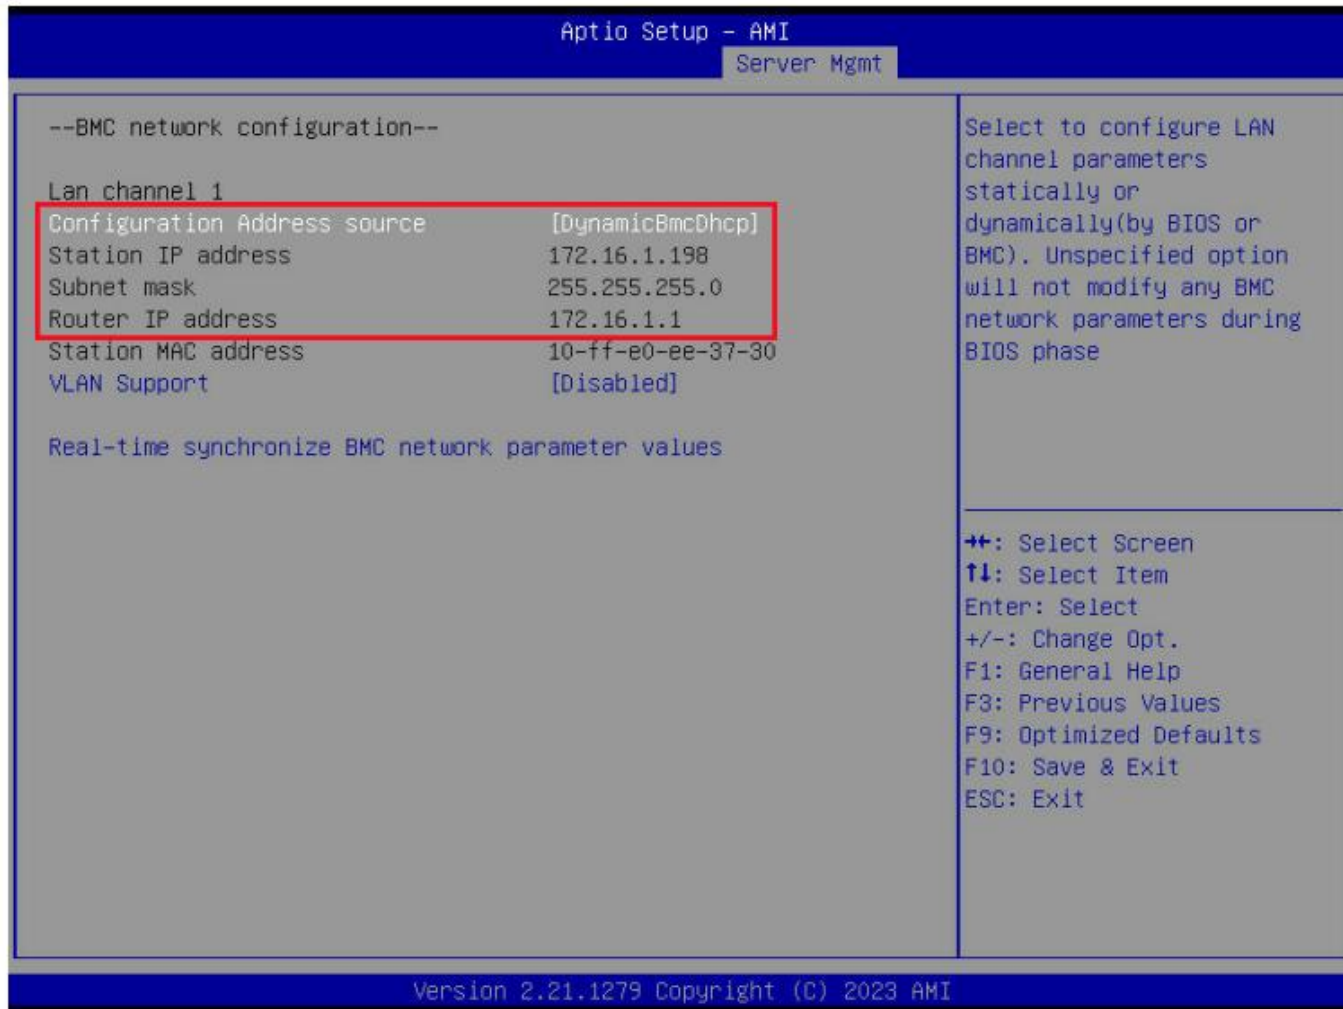 Aptio Setup – AMI
Server Mgmt
--BMC network configuration--
Lan channel 1
Configuration Address source [DynamicBmcDhcp]
Station IP address 172.16.1.198
Subnet mask 255.255.255.0
Router IP address 172.16.1.1
Station MAC address 10-ff-e0-ee-37-30
VLAN Support [Disabled]
Real-time synchronize BMC network parameter values
Select to configure LAN
channel parameters
statically or
dynamically(by BIOS or
BMC). Unspecified option
will not modify any BMC
network parameters during
BIOS phase
→←: Select Screen
↑↓: Select Item
Enter: Select
+/-: Change Opt.
F1: General Help
F3: Previous Values
F9: Optimized Defaults
F10: Save & Exit
ESC: Exit
Version 2.21.1279 Copyright (C) 2023 AMI